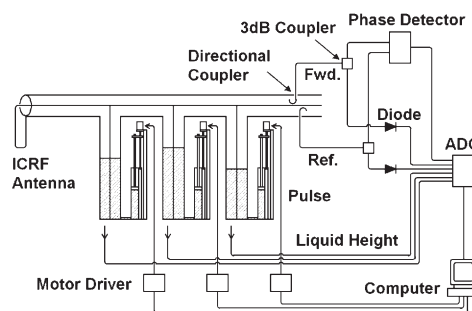 3dB Coupler
Phase Detector
Directional
Coupler
Fwd.
Diode
ICRF
Antenna
Ref.
ADC
Pulse
Liquid Height
Motor Driver
Computer